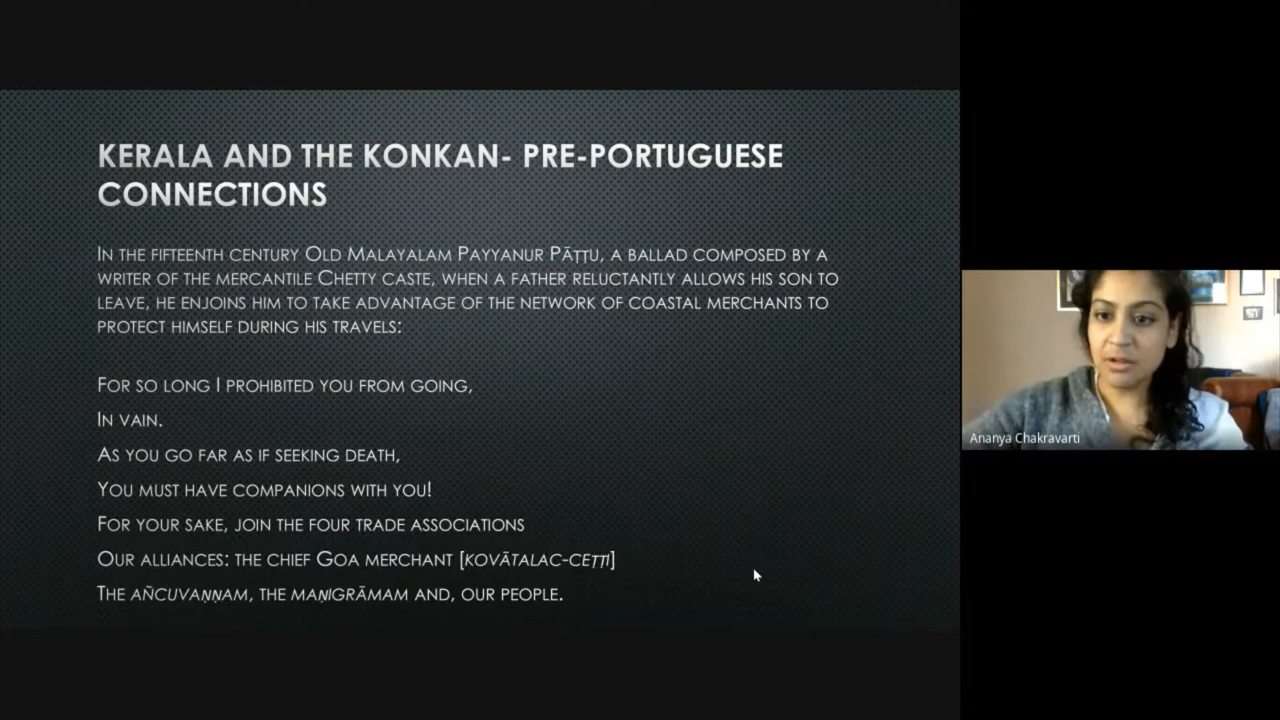 KERALA AND THE KONKAN- PRE-PORTUGUESE
CONNECTIONS
IN THE FIFTEENTH CENTURY OLD MALAYALAM PAYYANUR PĀṬṬU, A BALLAD COMPOSED BY A
WRITER OF THE MERCANTILE CHETTY CASTE, WHEN A FATHER RELUCTANTLY ALLOWS HIS SON TO
LEAVE, HE ENJOINS HIM TO TAKE ADVANTAGE OF THE NETWORK OF COASTAL MERCHANTS TO
PROTECT HIMSELF DURING HIS TRAVELS:
FOR SO LONG I PROHIBITED YOU FROM GOING,
IN VAIN.
AS YOU GO FAR AS IF SEEKING DEATH,
YOU MUST HAVE COMPANIONS WITH YOU!
FOR YOUR SAKE, JOIN THE FOUR TRADE ASSOCIATIONS
OUR ALLIANCES: THE CHIEF GOA MERCHANT [KOVĀTALAC-CEṬṬI]
THE AÑCUVAṆṆAM, THE MAṆIGRĀMAM AND, OUR PEOPLE.
Ananya Chakravarti